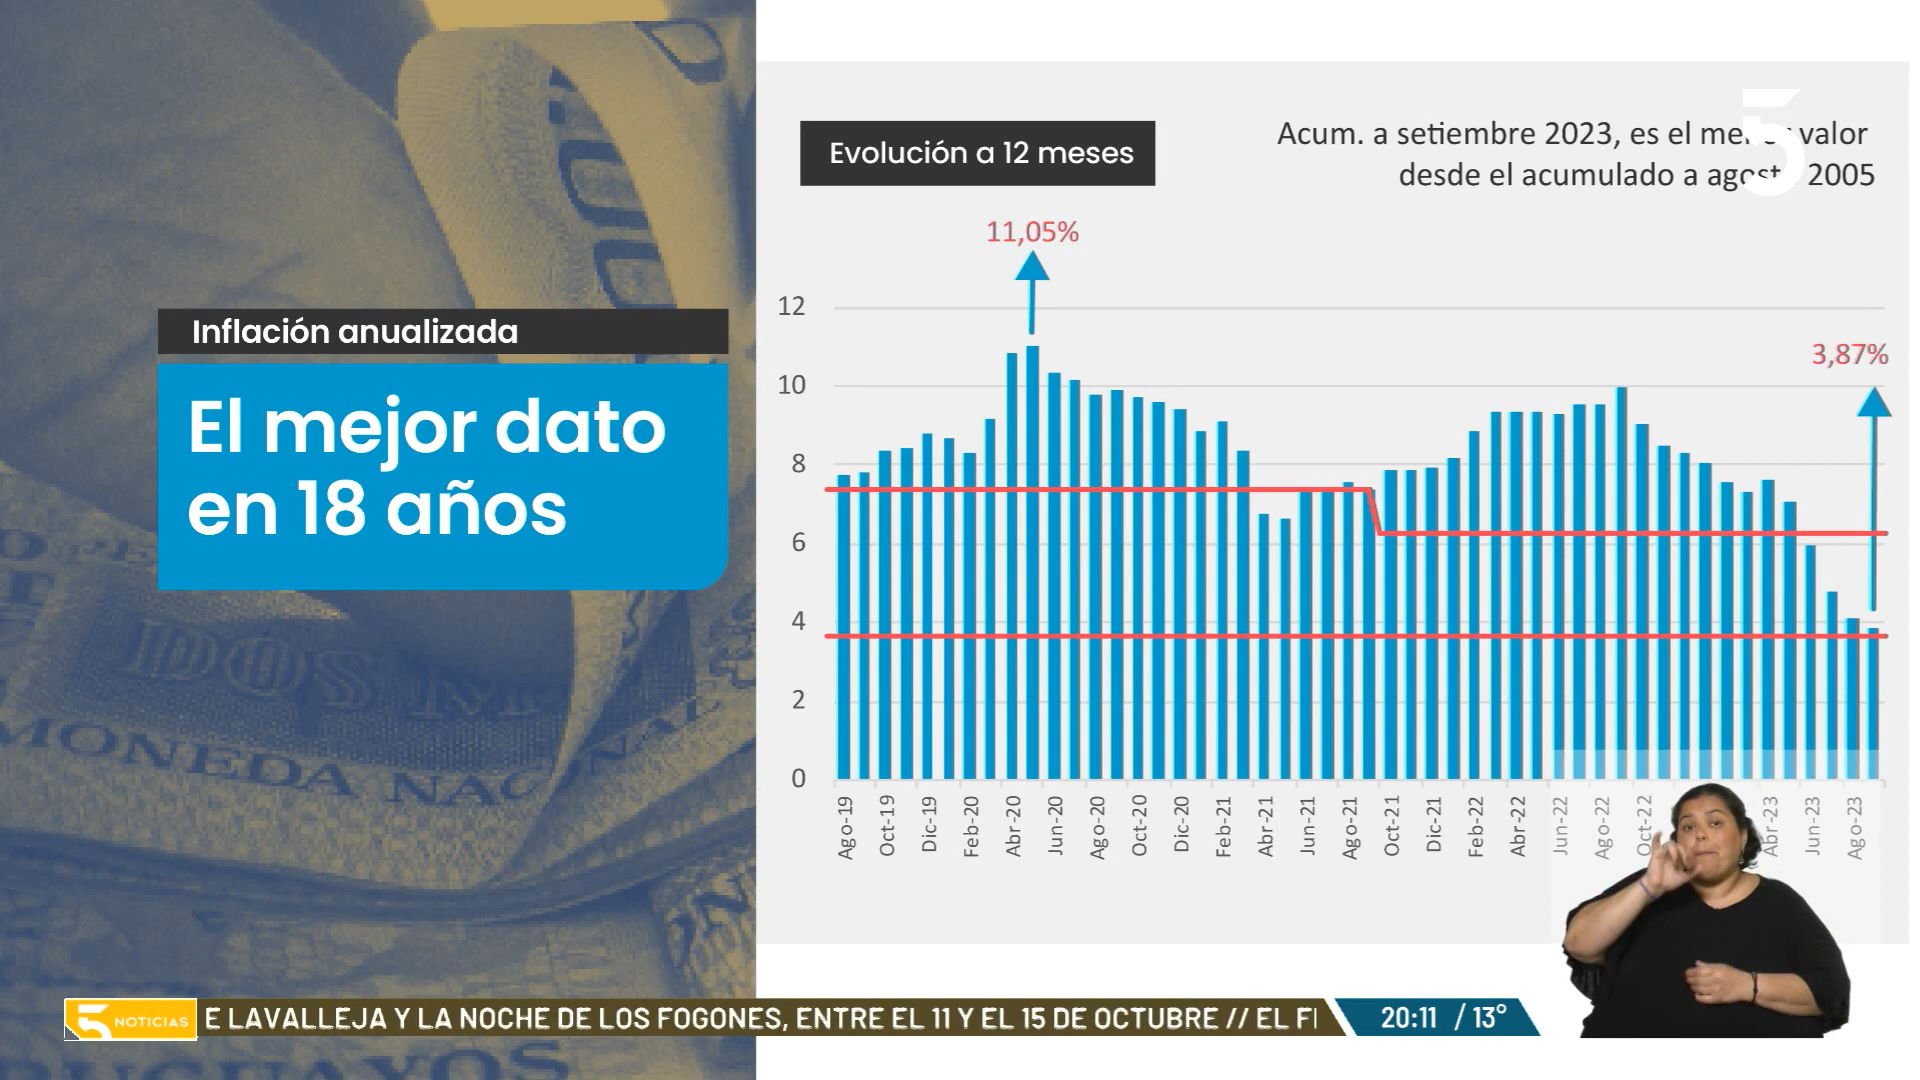 Inflación anualizada
El mejor dato
en 18 años
Evolución a 12 meses
Acum. a setiembre 2023, es el valor
desde el acumulado a 2005
11,05%
3,87%
12
10
8
6
4
2
0
Ago-19
Oct-19
Dic-19
Feb-20
Abr-20
Jun-20
Ago-20
Oct-20
Dic-20
Feb-21
Abr-21
Jun-21
Ago-21
Oct-21
Dic-21
Feb-22
Abr-22
Jun-22
Ago-22
Oct-22
Abr-23
Jun-23
Ago-23
DOS
MONEDA
5
5 NOTICIAS
E LAVALLEJA Y LA NOCHE DE LOS FOGONES, ENTRE EL 11 Y EL 15 DE OCTUBRE // EL FI
20:11 / 13°